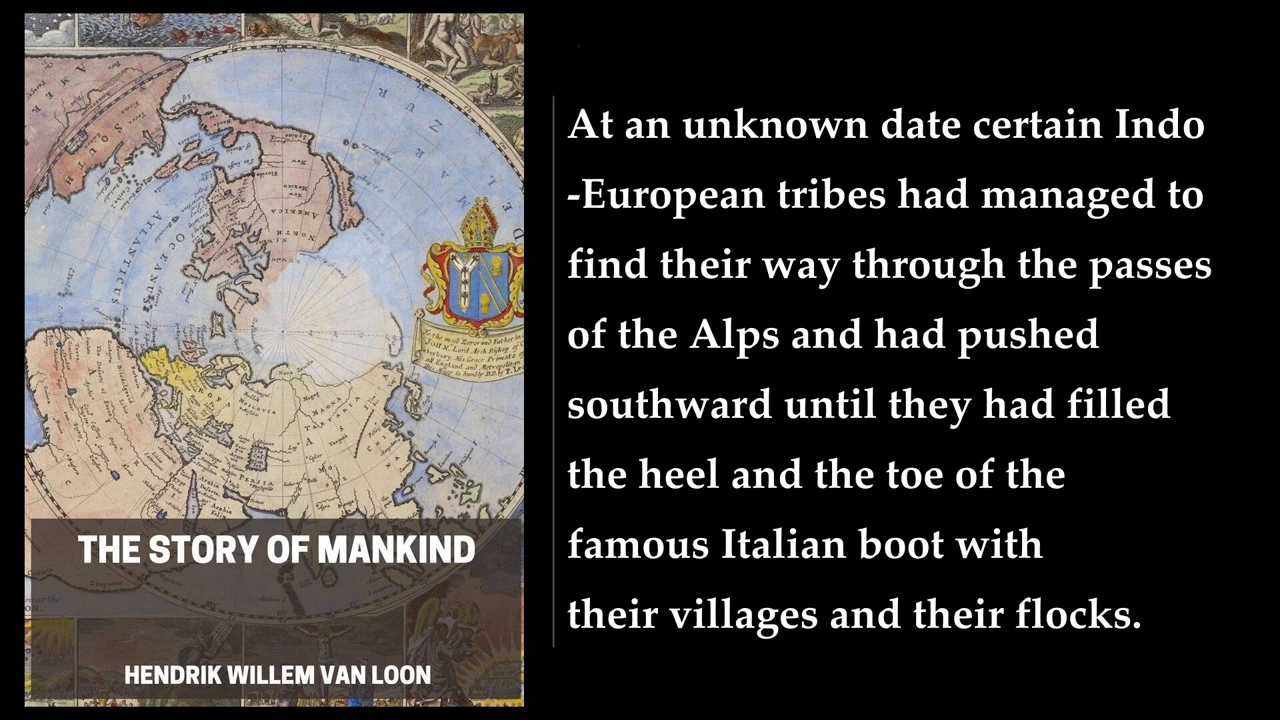 THE STORY OF MANKIND
HENDRIK WILLEM VAN LOON
At an unknown date certain Indo
-European tribes had managed to
find their way through the passes
of the Alps and had pushed
southward until they had filled
the heel and the toe of the
famous Italian boot with
their villages and their flocks.